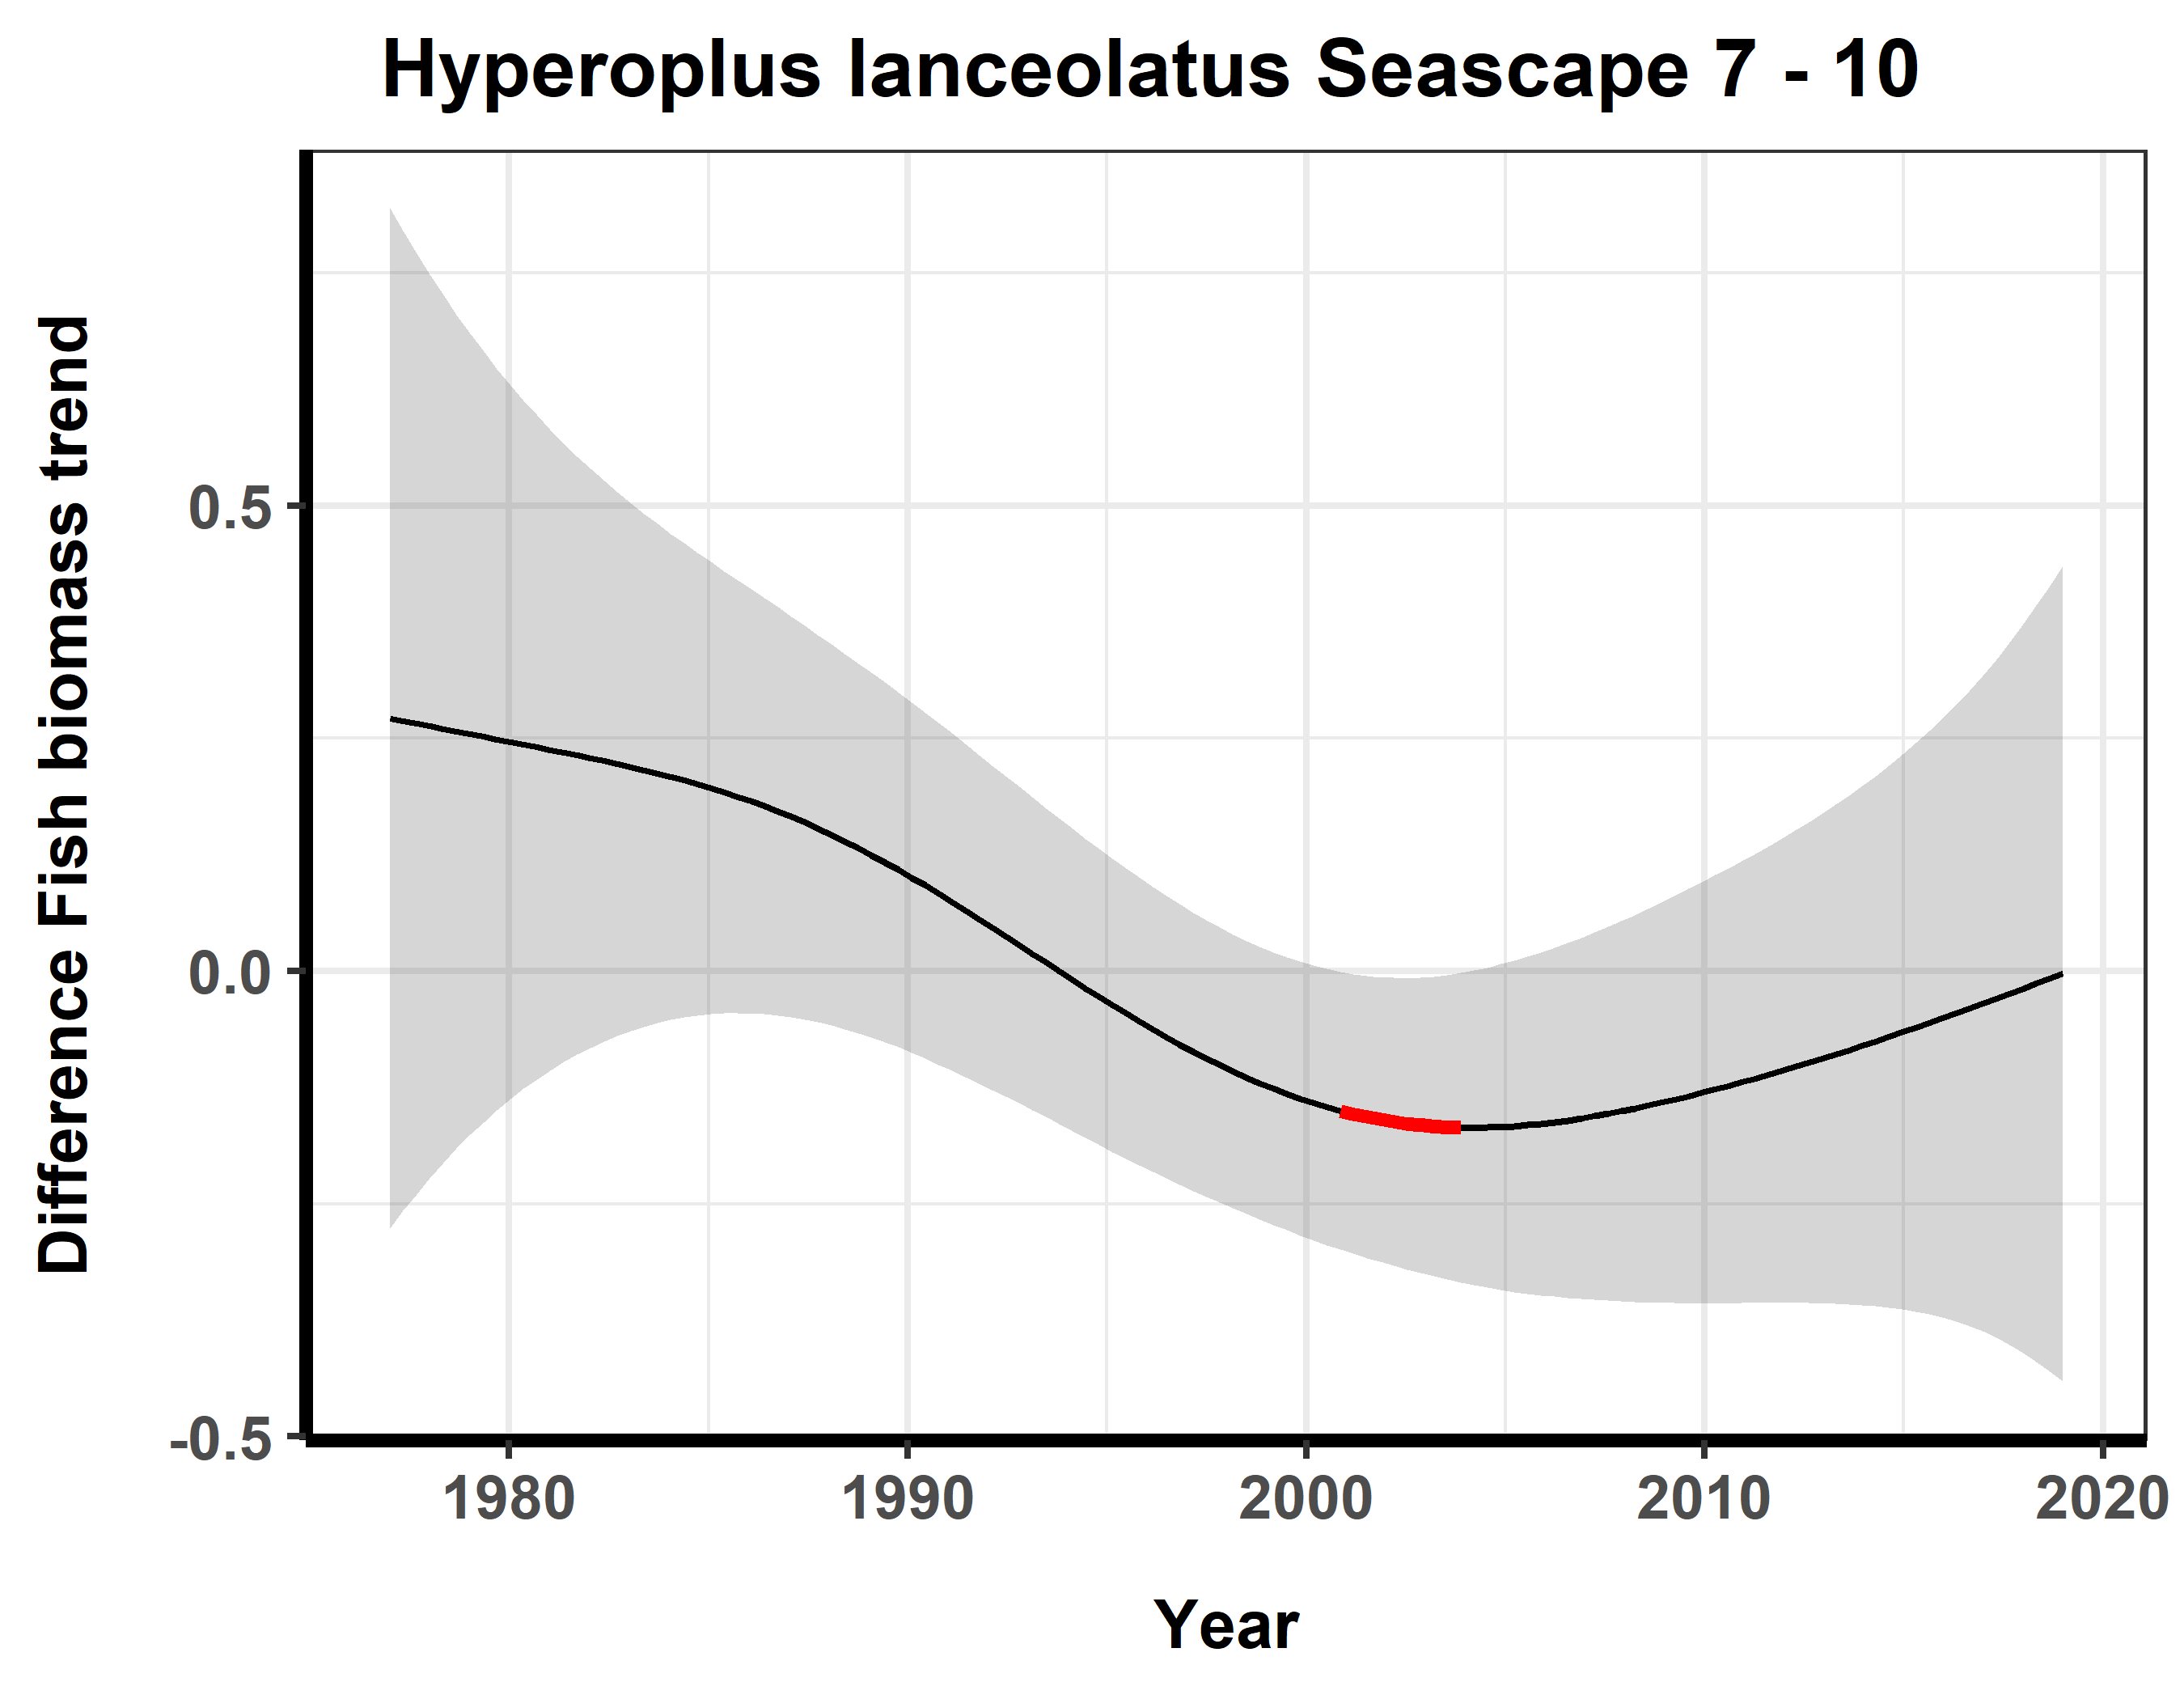 Hyperoplus lanceolatus Seascape 7 - 10
Difference Fish biomass trend
0.5
0.0
-0.5
1980 1990 2000 2010 2020
Year